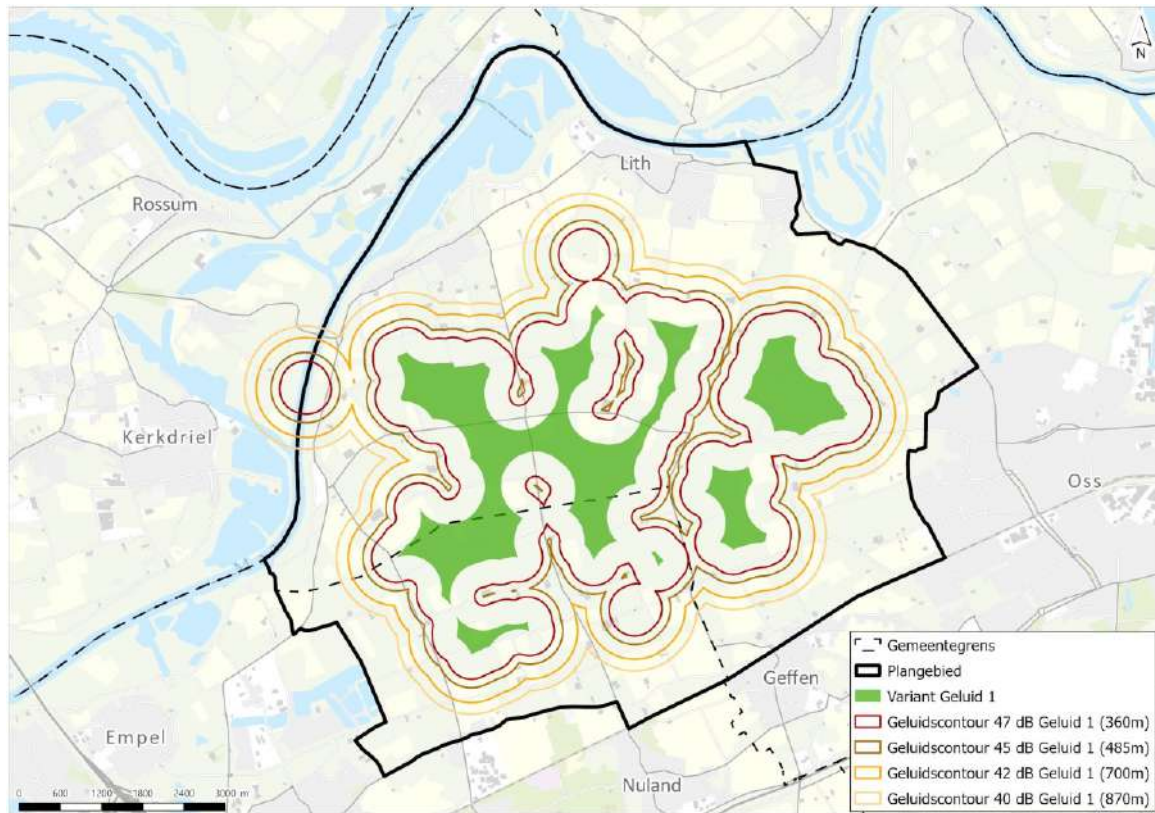 N
Lith
Rossum
Kerkdriel
Oss
Geffen
Empel
Nuland
Gemeentegrens
Plangebied
Variant Geluid 1
Geluidscontour 47 dB Geluid 1 (360m)
Geluidscontour 45 dB Geluid 1 (485m)
Geluidscontour 42 dB Geluid 1 (700m)
Geluidscontour 40 dB Geluid 1 (870m)
0 600 1200 1800 2400 3000 m